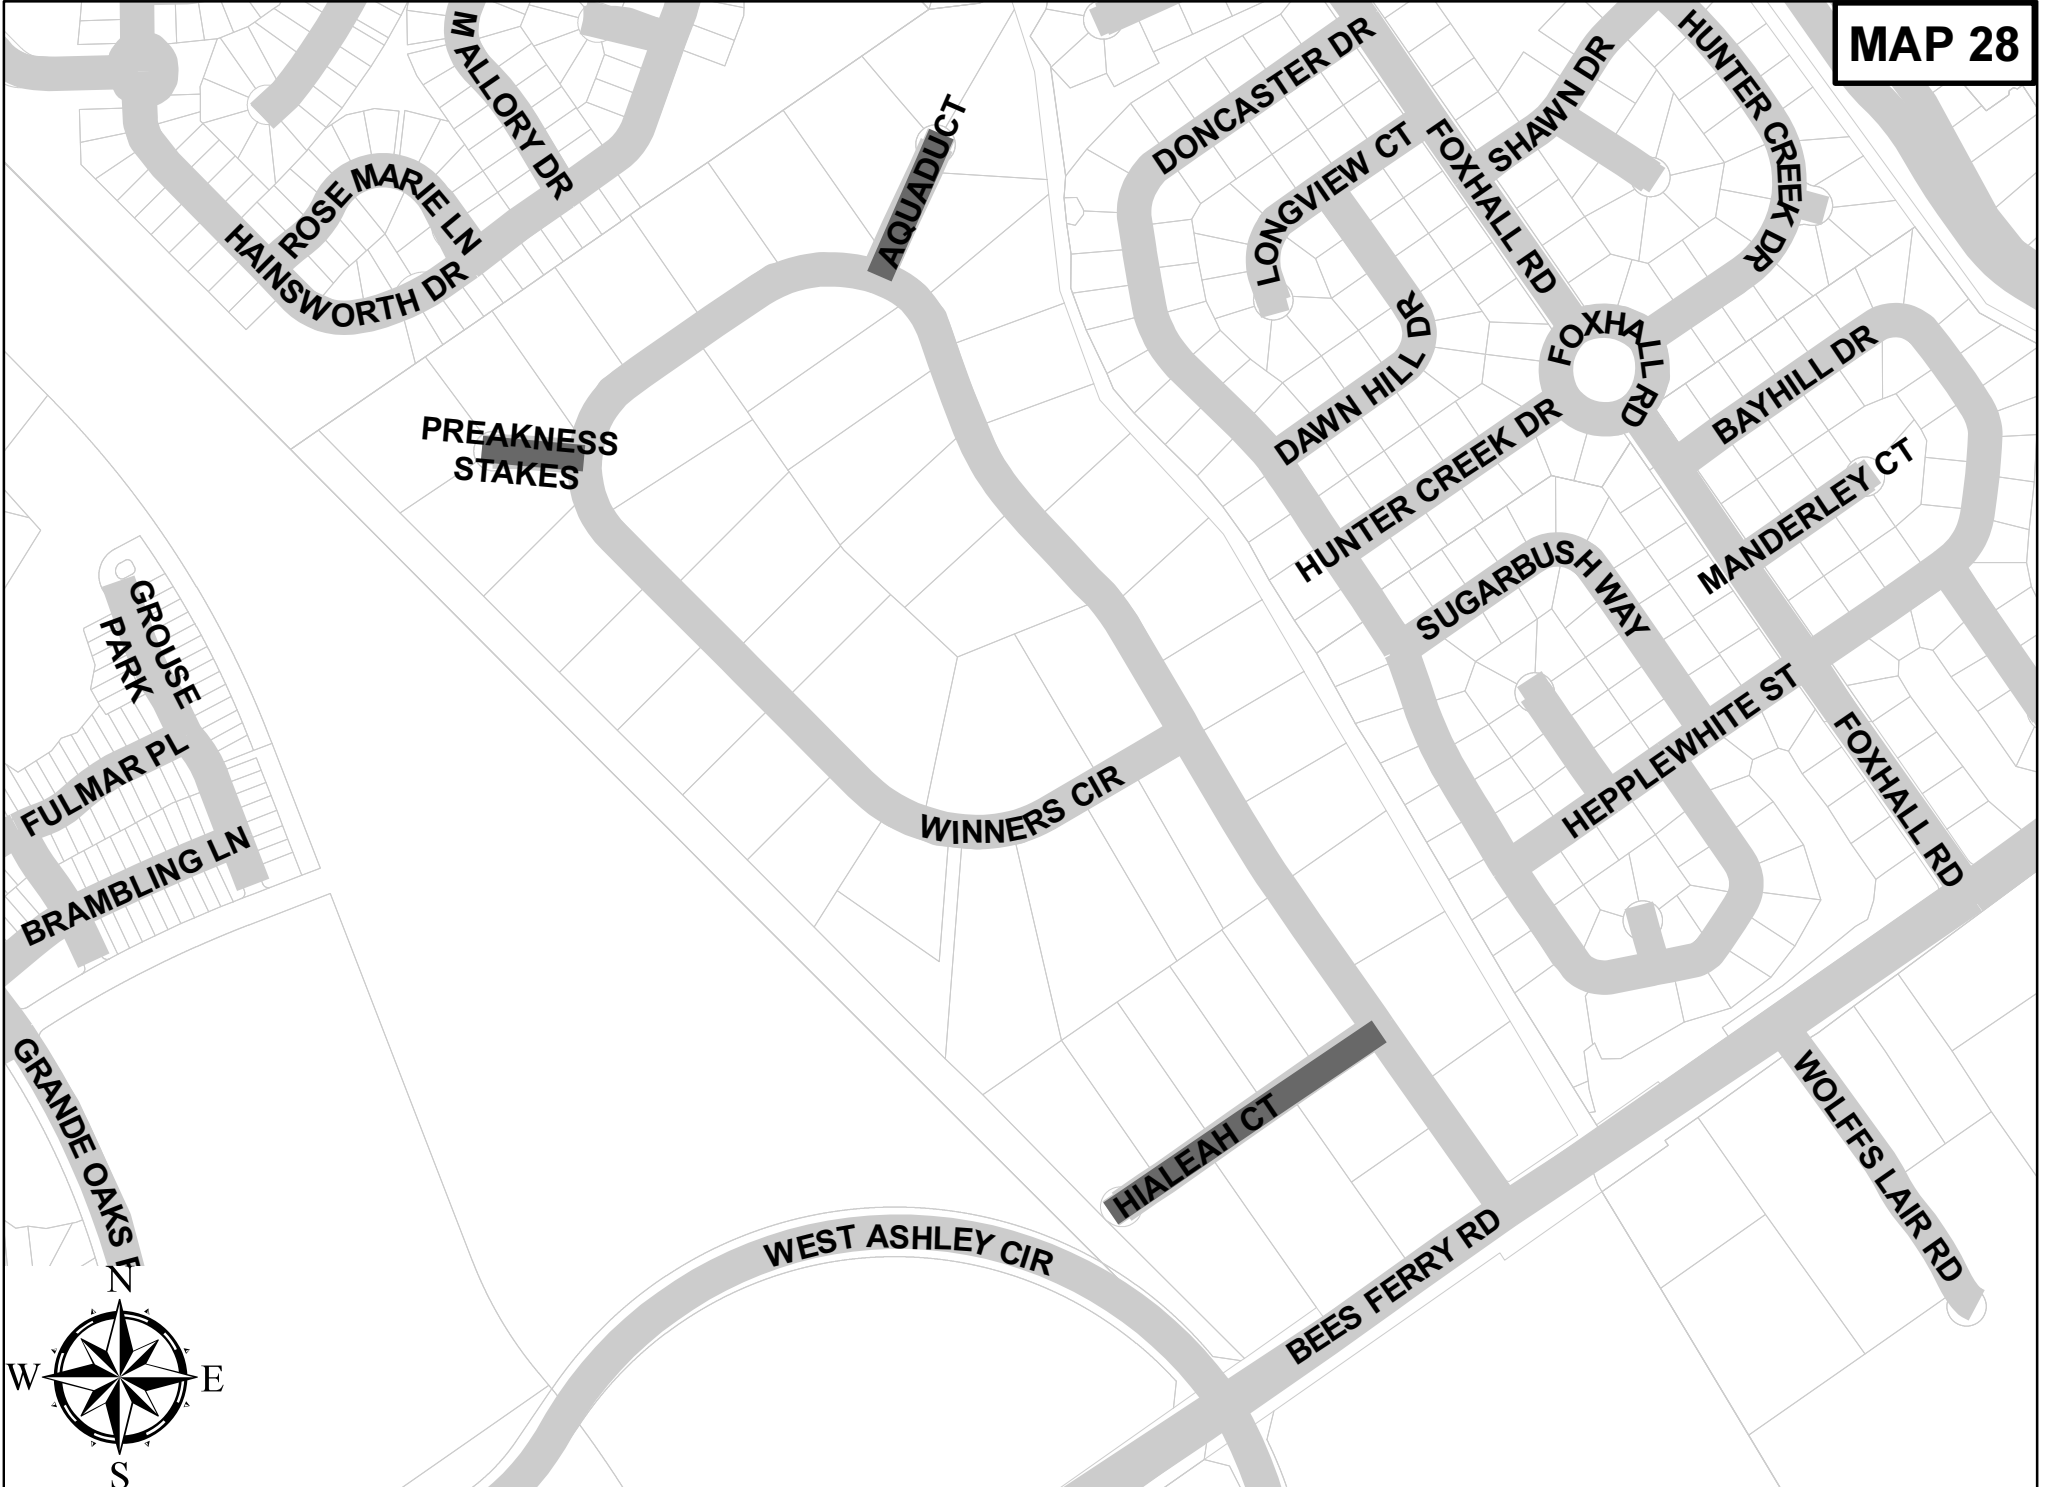 MAP 28
MALLORY DR
ROSE MARIE LN
HAINSWORTH DR
AQUADUCT
DONCASTER DR
LONGVIEW CT
FOXHALL RD
SHAWN DR
HUNTER CREEK DR
DAWN HILL DR
FOXHALL RD
BAYHILL DR
HUNTER CREEK DR
MANDERLEY CT
PREAKNESS
STAKES
SUGARBUSH WAY
GROUSE
PARK
HEPPLEWHITE ST
FOXHALL RD
FULMAR PL
WINNERS CIR
BRAMBLING LN
GRANDE OAKS
HIALEAH CT
WOLFFS LAIR RD
WEST ASHLEY CIR
BEES FERRY RD
N
W
E
S